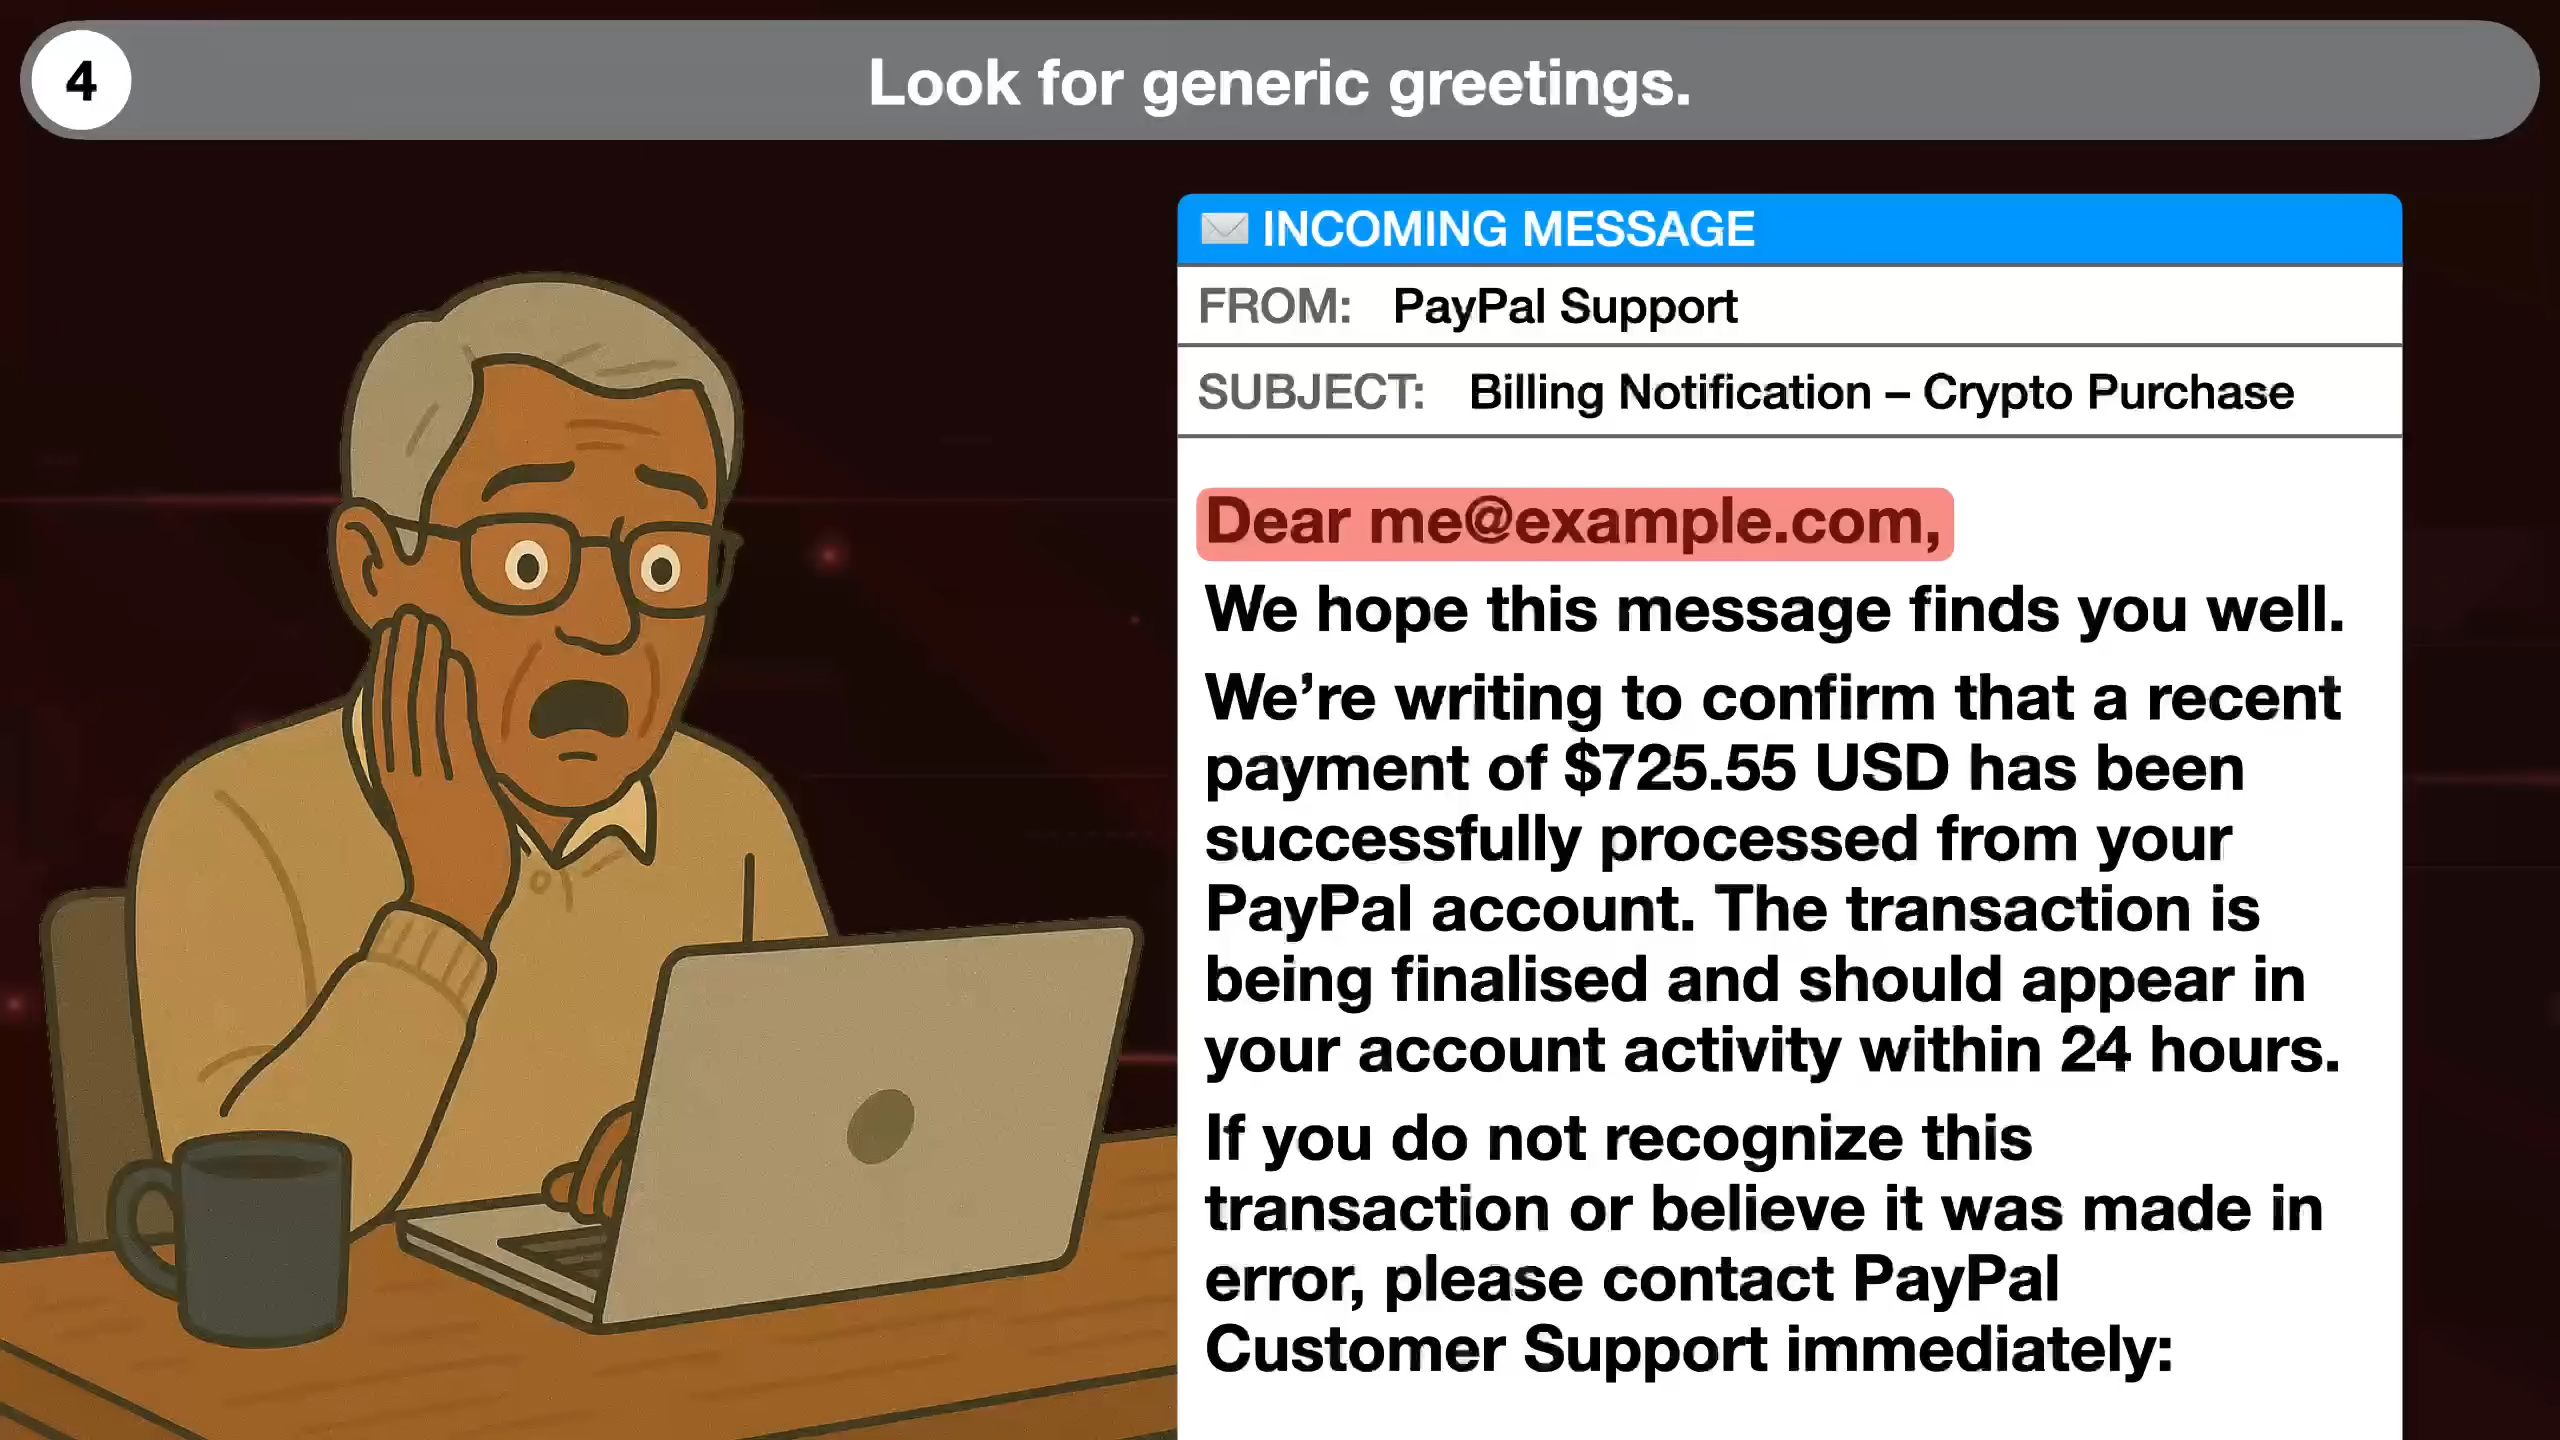 4
Look for generic greetings.
INCOMING MESSAGE
FROM: PayPal Support
SUBJECT: Billing Notification – Crypto Purchase
Dear me@example.com,
We hope this message finds you well.
We’re writing to confirm that a recent
payment of $725.55 USD has been
successfully processed from your
PayPal account. The transaction is
being finalised and should appear in
your account activity within 24 hours.
If you do not recognize this
transaction or believe it was made in
error, please contact PayPal
Customer Support immediately: